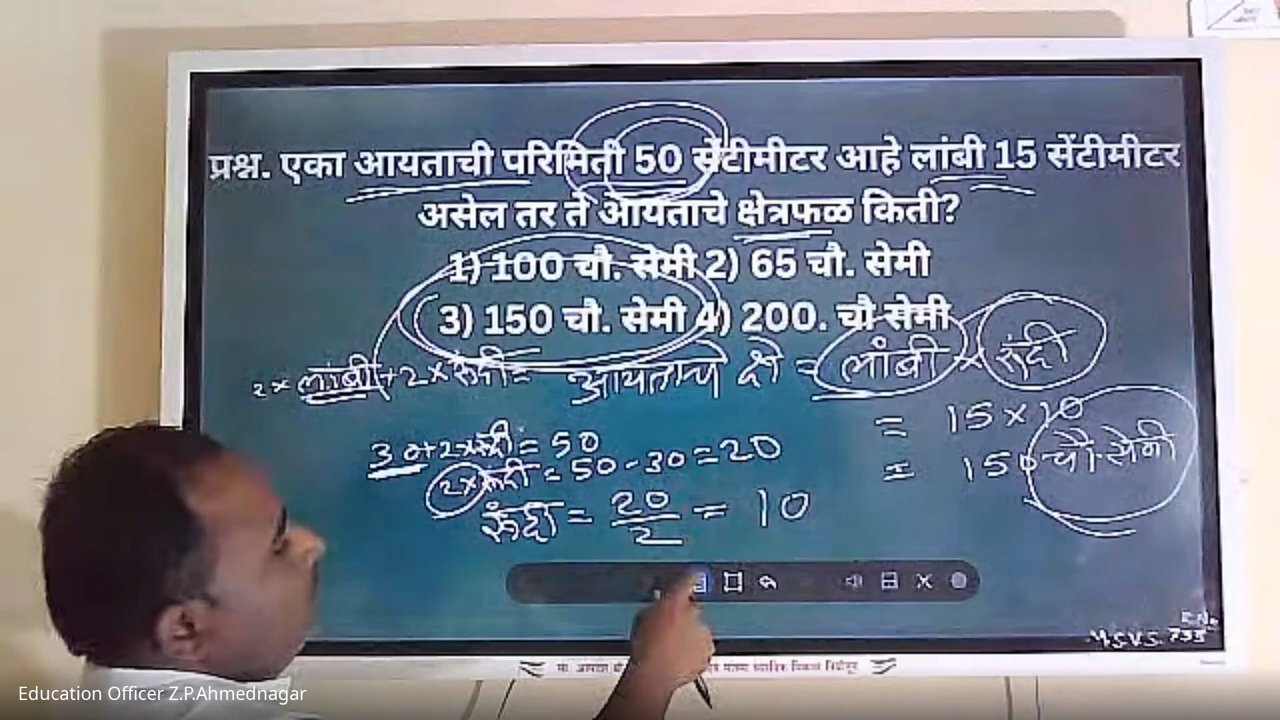 प्रश्न. एका आयताची परिमिती 50 सेंटीमीटर आहे लांबी 15 सेंटीमीटर
असेल तर ते आयताचे क्षेत्रफळ किती?
1) 100 चौ. सेमी 2) 65 चौ. सेमी
3) 150 चौ. सेमी 4) 200. चौ सेमी
2 × लांबी + 2 × रुंदी =
आयताचे क्षे = लांबी × रुंदी
= 15 × 10
= 150 चौ. सेमी
30 + 2 × रुंदी = 50
2 × रुंदी = 50 - 30 = 20
रुंदी = 20/2 = 10
Education Officer Z.P.Ahmednagar